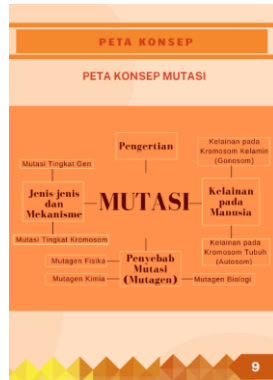 PETA KONSEP
PETA KONSEP MUTASI
Pengertian
Kelainan pada
Kromosom Kelamin
(Gonosom)
Mutasi Tingkat Gen
Jenis-jenis
dan
Mekanisme
MUTASI
Kelainan
pada
Manusia
Mutasi Tingkat Kromosom
Kelainan pada
Kromosom Tubuh
(Autosom)
Mutagen Fisika
Mutagen Kimia
Penyebab
Mutasi
(Mutagen)
Mutagen Biologi
9